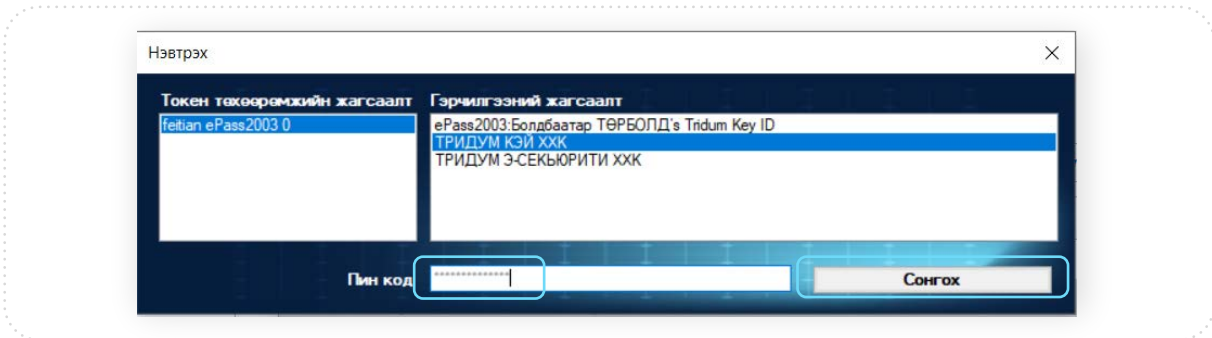 Нэвтрэх
Токен төхөөрөмжийн жагсаалт Гэрчилгээний жагсаалт
feitian ePass2003 0
ePass2003:Болдбаатар ТӨРБОЛД's Tridum Key ID
ТРИДУМ КЭЙ ХХК
ТРИДУМ Э-СЕКЬЮРИТИ ХХК
Пин код ************** Сонгох